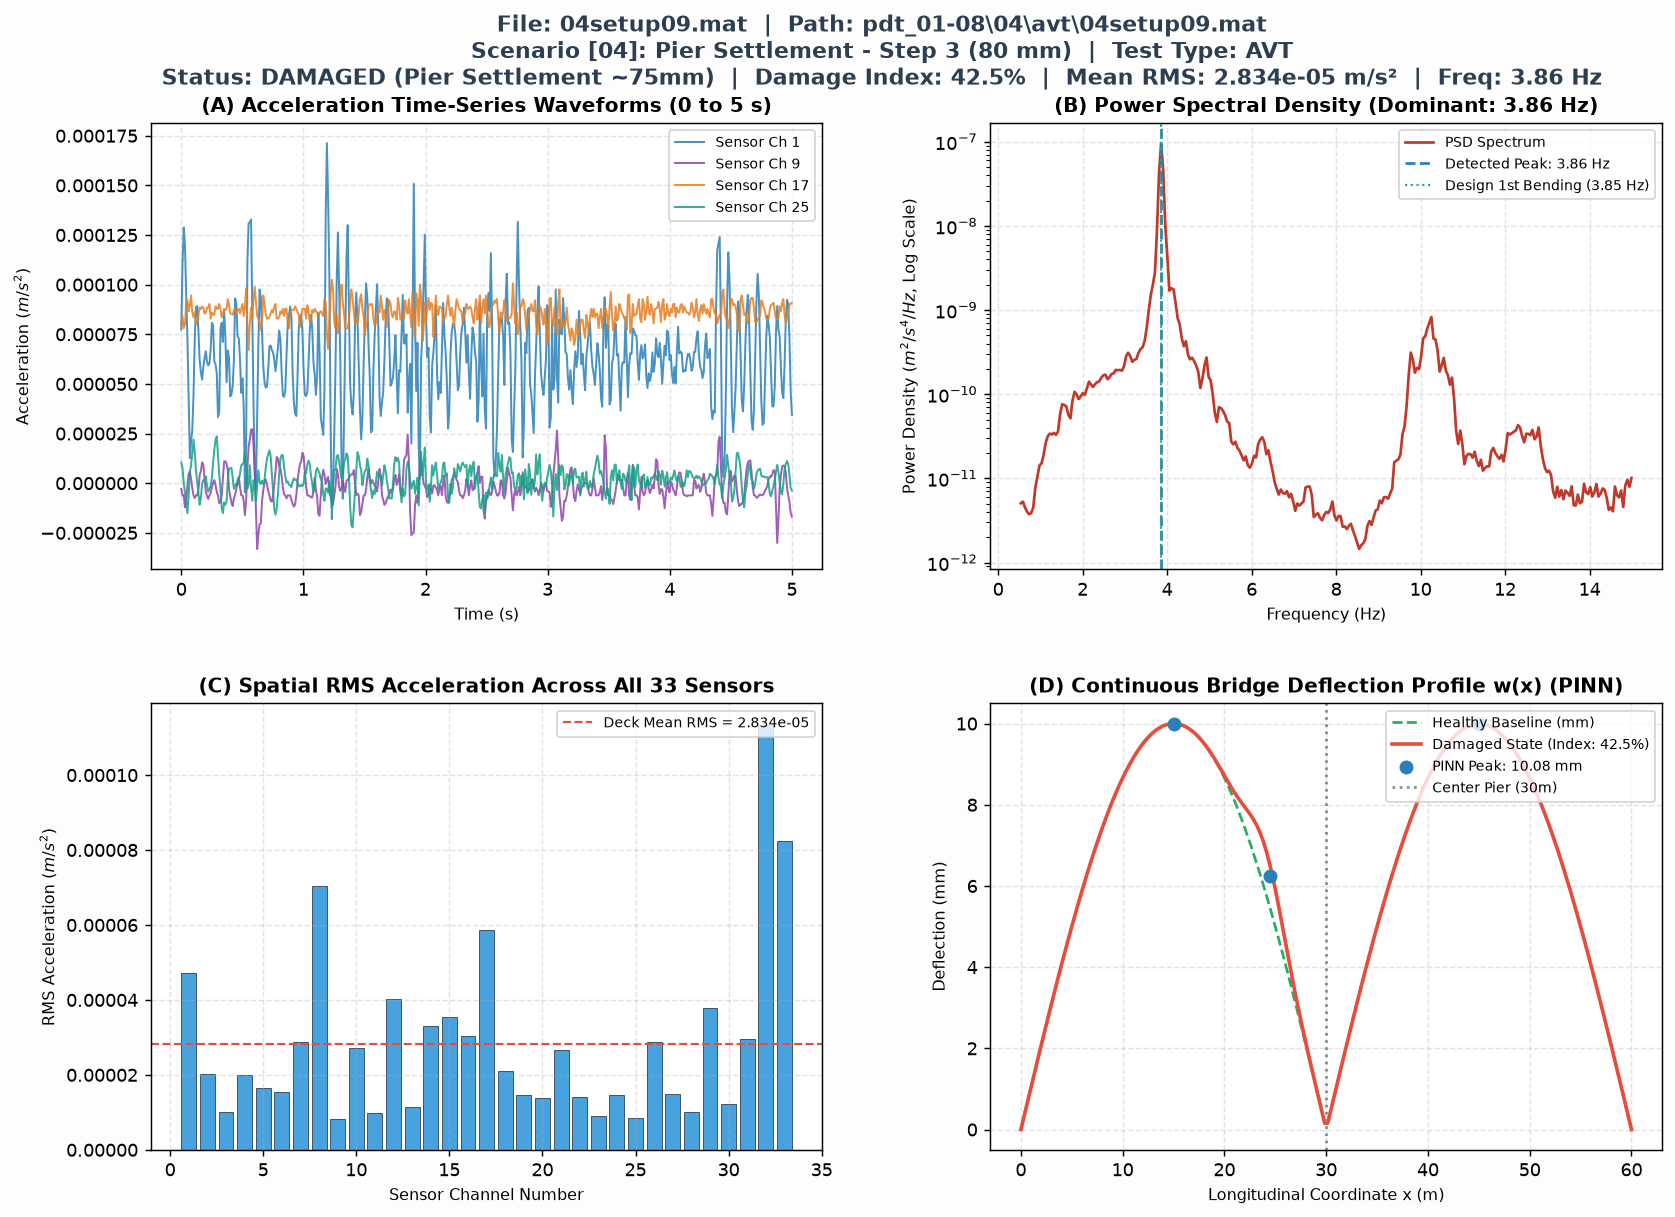 File: 04setup09.mat | Path: pdt_01-08\04\avt\04setup09.mat
Scenario [04]: Pier Settlement - Step 3 (80 mm) | Test Type: AVT
Status: DAMAGED (Pier Settlement ~75mm) | Damage Index: 42.5% | Mean RMS: 2.834e-05 m/s² | Freq: 3.86 Hz
(A) Acceleration Time-Series Waveforms (0 to 5 s)
Sensor Ch 1
Sensor Ch 9
Sensor Ch 17
Sensor Ch 25
0.000175
0.000150
0.000125
0.000100
0.000075
0.000050
0.000025
0.000000
−0.000025
Acceleration (m/s²)
0 1 2 3 4 5
Time (s)
(B) Power Spectral Density (Dominant: 3.86 Hz)
PSD Spectrum
Detected Peak: 3.86 Hz
Design 1st Bending (3.85 Hz)
10⁻⁷
10⁻⁸
10⁻⁹
10⁻¹⁰
10⁻¹¹
10⁻¹²
Power Density (m²/s⁴/Hz, Log Scale)
0 2 4 6 8 10 12 14
Frequency (Hz)
(C) Spatial RMS Acceleration Across All 33 Sensors
Deck Mean RMS = 2.834e-05
0.00010
0.00008
0.00006
0.00004
0.00002
0.00000
RMS Acceleration (m/s²)
0 5 10 15 20 25 30 35
Sensor Channel Number
(D) Continuous Bridge Deflection Profile w(x) (PINN)
Healthy Baseline (mm)
Damaged State (Index: 42.5%)
PINN Peak: 10.08 mm
Center Pier (30m)
10
8
6
4
2
0
Deflection (mm)
0 10 20 30 40 50 60
Longitudinal Coordinate x (m)